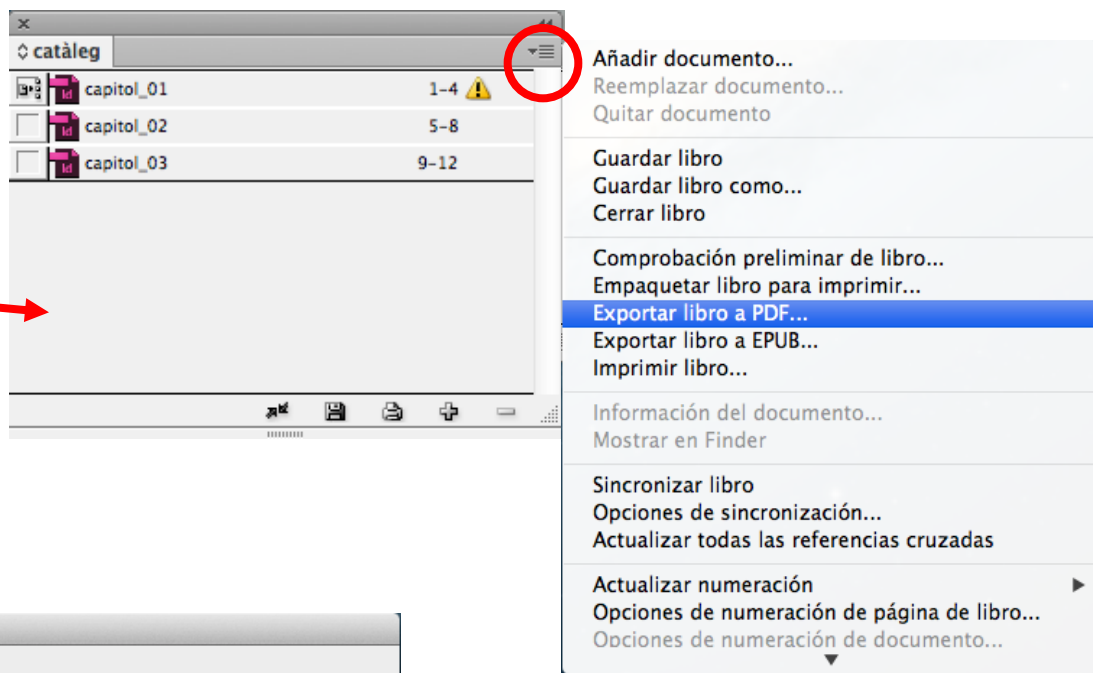 catàleg
capitol_01 1-4
capitol_02 5-8
capitol_03 9-12
Añadir documento...
Reemplazar documento...
Quitar documento
Guardar libro
Guardar libro como...
Cerrar libro
Comprobación preliminar de libro...
Empaquetar libro para imprimir...
Exportar libro a PDF...
Exportar libro a EPUB...
Imprimir libro...
Información del documento...
Mostrar en Finder
Sincronizar libro
Opciones de sincronización...
Actualizar todas las referencias cruzadas
Actualizar numeración
Opciones de numeración de página de libro...
Opciones de numeración de documento...